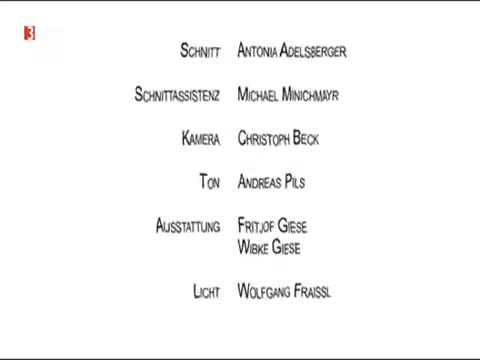 3
SCHNITT ANTONIA ADELSBERGER
SCHNITTASSISTENZ MICHAEL MINICHMAYR
KAMERA CHRISTOPH BECK
TON ANDREAS PILS
AUSSTATTUNG FRITJOF GIESE
WIBKE GIESE
LICHT WOLFGANG FRAISSL